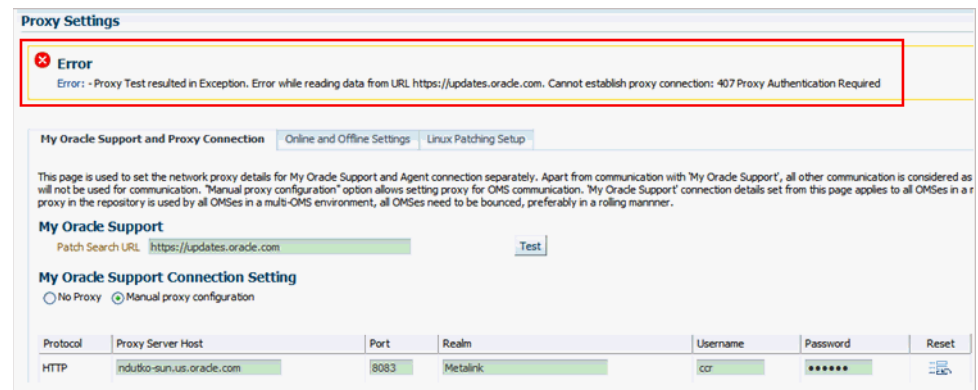 Proxy Settings
Error
Error: - Proxy Test resulted in Exception. Error while reading data from URL https://updates.oracle.com. Cannot establish proxy connection: 407 Proxy Authentication Required
My Oracle Support and Proxy Connection Online and Offline Settings Linux Patching Setup
This page is used to set the network proxy details for My Oracle Support and Agent connection separately. Apart from communication with 'My Oracle Support', all other communication is considered as
will not be used for communication. "Manual proxy configuration" option allows setting proxy for OMS communication. 'My Oracle Support' connection details set from this page applies to all OMSes in a
proxy in the repository is used by all OMSes in a multi-OMS environment, all OMSes need to be bounced, preferably in a rolling mannner.
My Oracle Support
Patch Search URL https://updates.oracle.com Test
My Oracle Support Connection Setting
No Proxy Manual proxy configuration
Protocol Proxy Server Host Port Realm Username Password Reset
HTTP ndutko-sun.us.oracle.com 8083 Metalink ccr ••••••